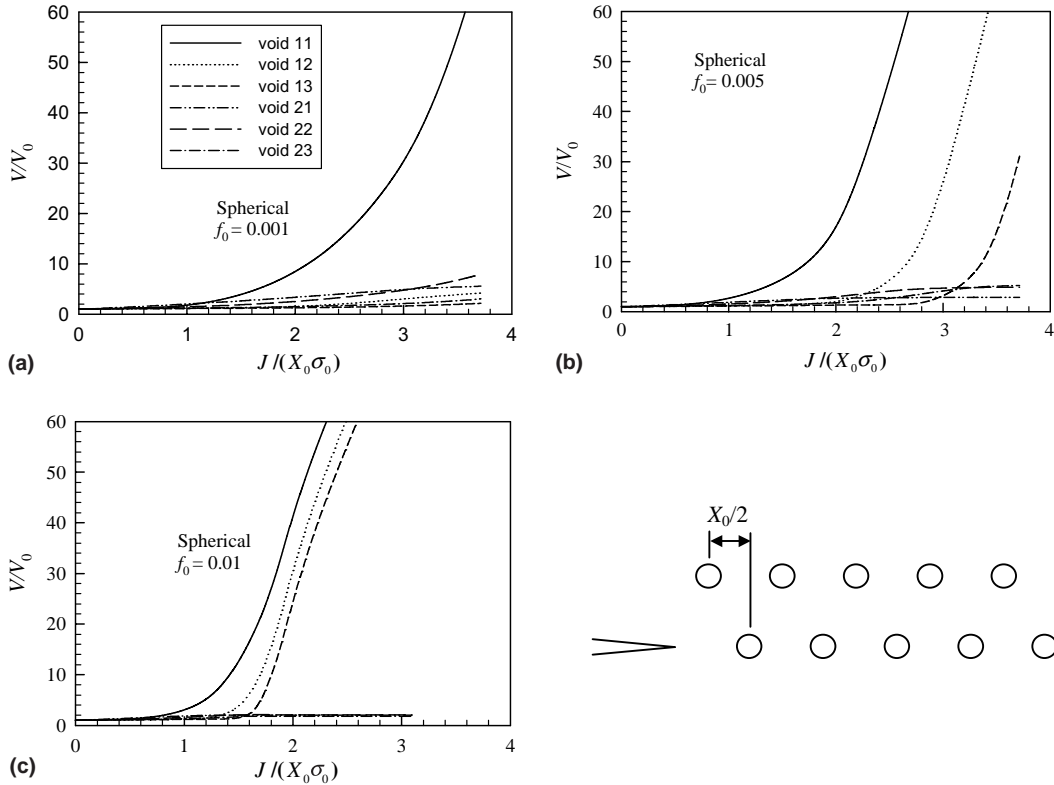 60
50
40
30
20
10
0
V/V₀
void 11
void 12
void 13
void 21
void 22
void 23
Spherical
f₀ = 0.001
0 1 2 3 4
J/(X₀σ₀)
(a)
60
50
40
30
20
10
0
V/V₀
Spherical
f₀ = 0.005
0 1 2 3 4
J/(X₀σ₀)
(b)
60
50
40
30
20
10
0
V/V₀
Spherical
f₀ = 0.01
0 1 2 3 4
J/(X₀σ₀)
(c)
X₀/2